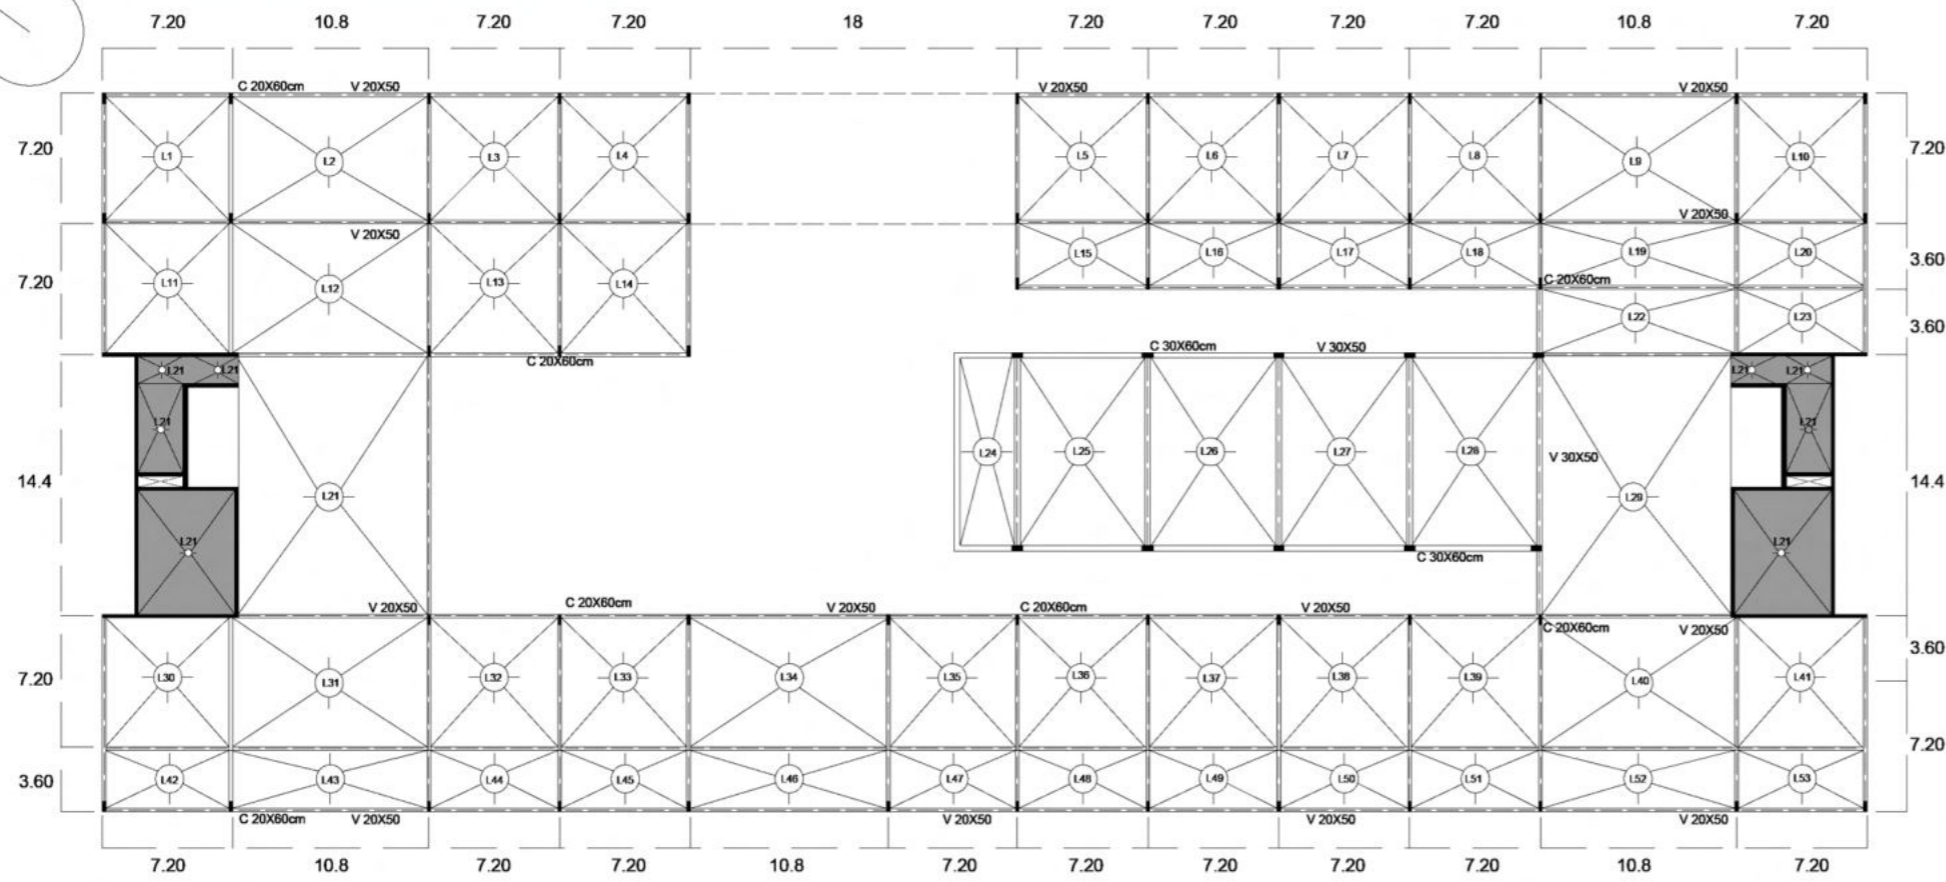 7.20 10.8 7.20 7.20 18 7.20 7.20 7.20 7.20 10.8 7.20
C 20X60cm V 20X50 V 20X50 V 20X50
7.20 L1 L2 L3 L4 L5 L6 L7 L8 L9 L10 7.20
V 20X50 V 20X50
7.20 L11 L12 L13 L14 L15 L16 L17 L18 L19 L20 3.60
C 20X60cm
L22 L23 3.60
C 20X60cm C 30X60cm V 30X50
L21 L21 L21 L21
L21 L21
L24 L25 L26 L27 L28 V 30X50
14.4 L21 L29 14.4
L21 L21
C 30X60cm
V 20X50 C 20X60cm V 20X50 C 20X60cm V 20X50 C 20X60cm V 20X50
3.60
7.20 L30 L31 L32 L33 L34 L35 L36 L37 L38 L39 L40 L41
7.20
3.60 L42 L43 L44 L45 L46 L47 L48 L49 L50 L51 L52 L53
C 20X60cm V 20X50 V 20X50 V 20X50 V 20X50
7.20 10.8 7.20 7.20 10.8 7.20 7.20 7.20 7.20 7.20 10.8 7.20